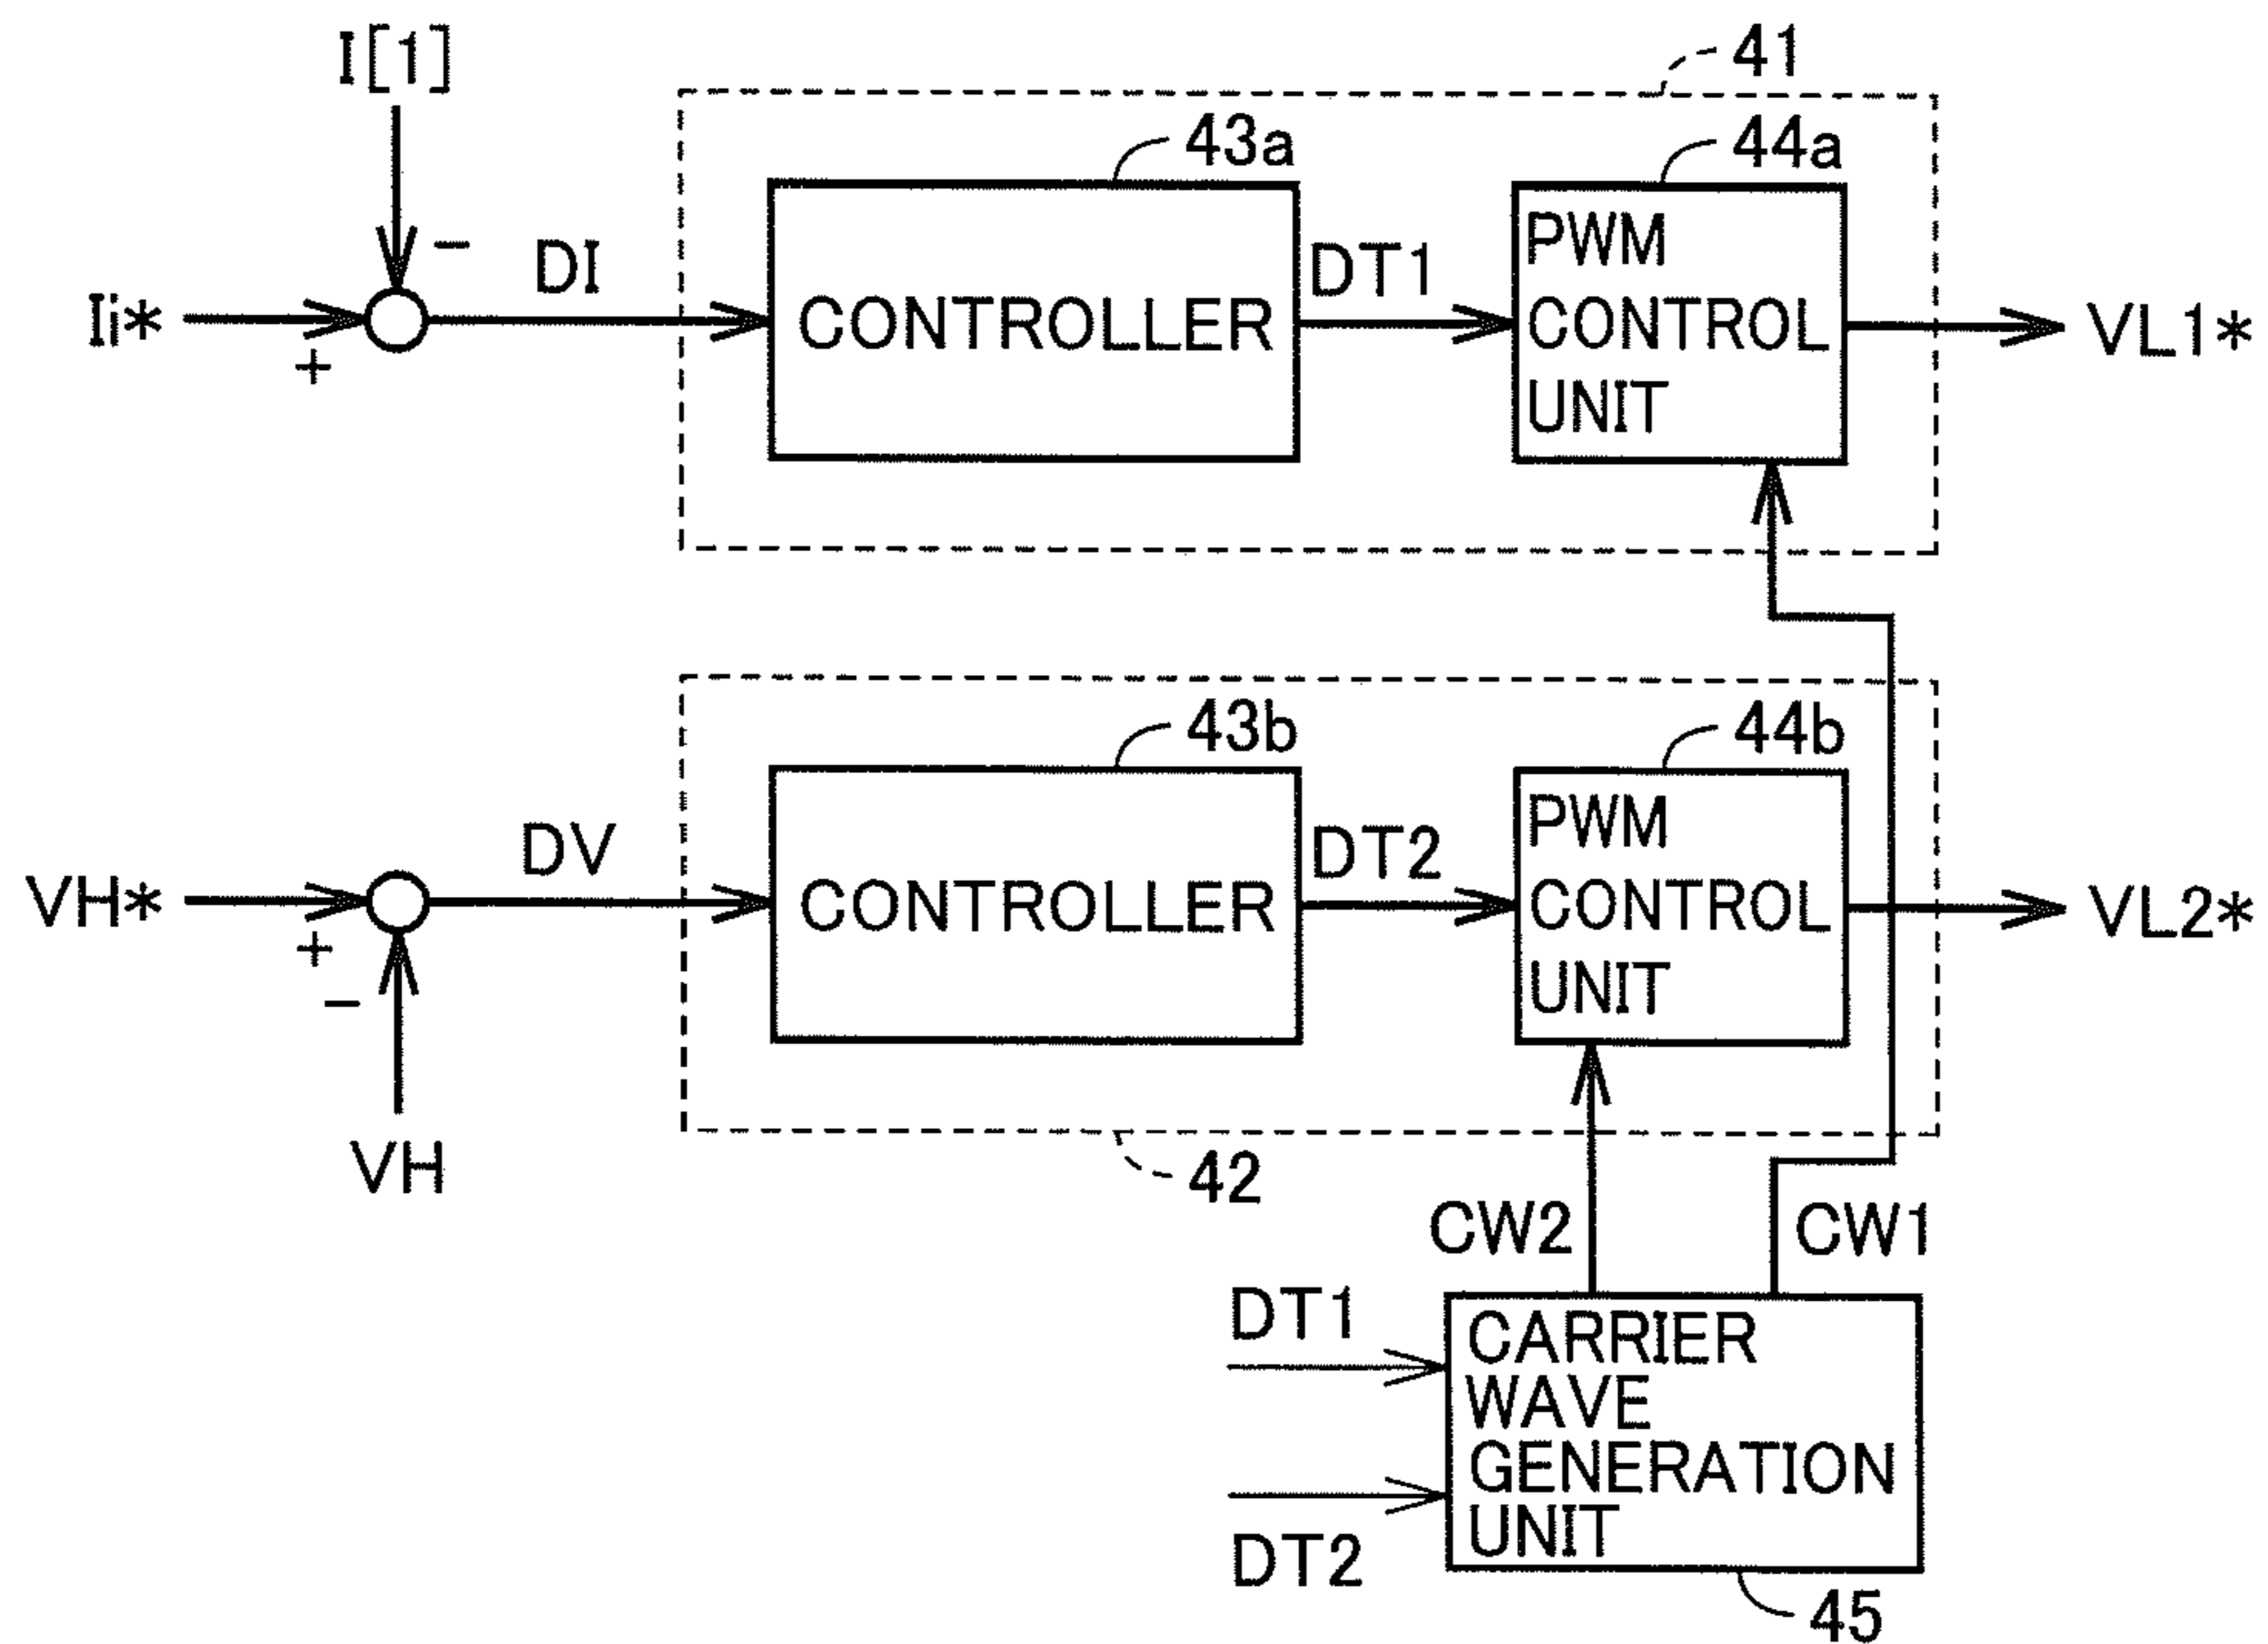 I[1]
41
43a
44a
−
DI
Ii*
+
CONTROLLER
DT1
PWM
CONTROL
UNIT
VL1*
43b
44b
DV
VH*
+
−
VH
CONTROLLER
DT2
PWM
CONTROL
UNIT
VL2*
42
CW2
CW1
DT1
DT2
CARRIER
WAVE
GENERATION
UNIT
45